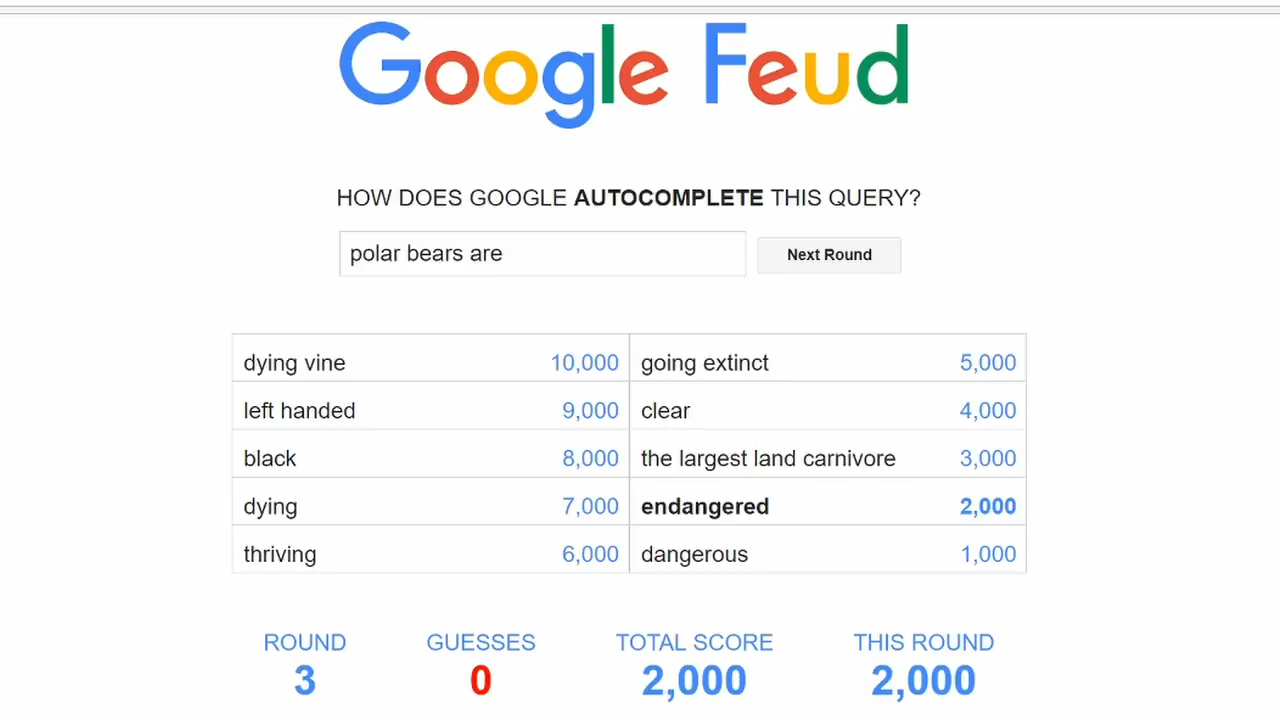 Google Feud
HOW DOES GOOGLE AUTOCOMPLETE THIS QUERY?
polar bears are
Next Round
dying vine 10,000 going extinct 5,000
left handed 9,000 clear 4,000
black 8,000 the largest land carnivore 3,000
dying 7,000 endangered 2,000
thriving 6,000 dangerous 1,000
ROUND GUESSES TOTAL SCORE THIS ROUND
3 0 2,000 2,000